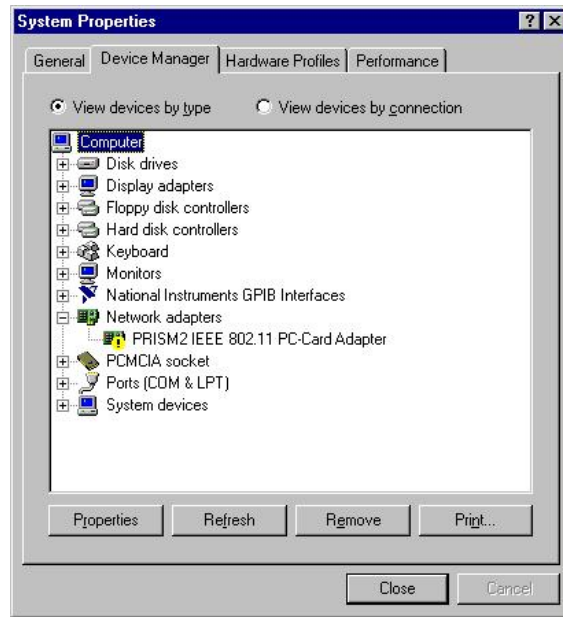 System Properties
General Device Manager Hardware Profiles Performance
View devices by type View devices by connection
Computer
Disk drives
Display adapters
Floppy disk controllers
Hard disk controllers
Keyboard
Monitors
National Instruments GPIB Interfaces
Network adapters
PRISM2 IEEE 802.11 PC-Card Adapter
PCMCIA socket
Ports (COM & LPT)
System devices
Properties Refresh Remove Print...
Close Cancel